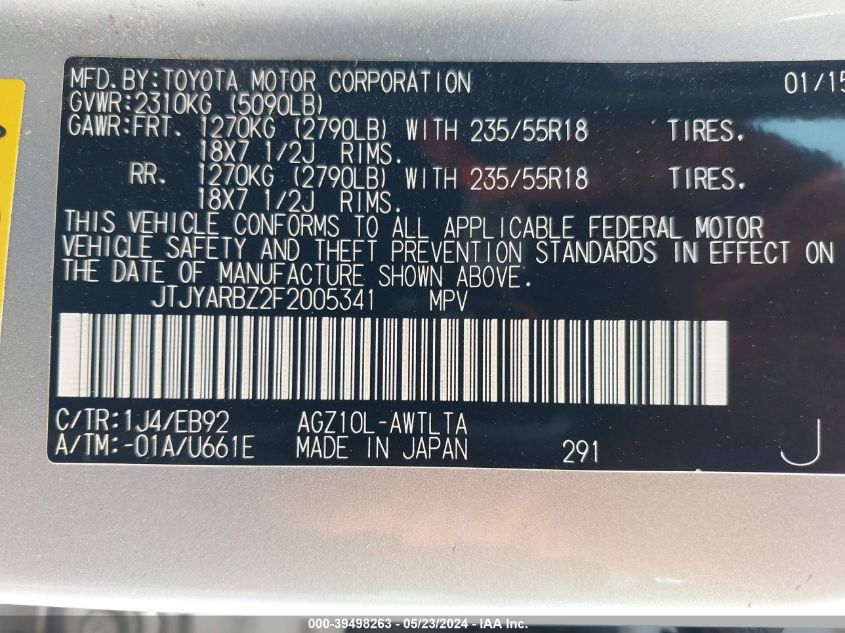 MFD.BY:TOYOTA MOTOR CORPORATION 01/15
GVWR:2310KG (5090LB)
GAWR:FRT. 1270KG (2790LB) WITH 235/55R18 TIRES.
18X7 1/2J RIMS.
RR. 1270KG (2790LB) WITH 235/55R18 TIRES.
18X7 1/2J RIMS.
THIS VEHICLE CONFORMS TO ALL APPLICABLE FEDERAL MOTOR
VEHICLE SAFETY AND THEFT PREVENTION STANDARDS IN EFFECT ON
THE DATE OF MANUFACTURE SHOWN ABOVE.
JTJYARBZ2F2005341 MPV
C/TR:1J4/EB92 AGZ10L-AWTLTA
A/TM:-01A/U661E MADE IN JAPAN 291 J
000-39498263 - 05/23/2024 - IAA Inc.